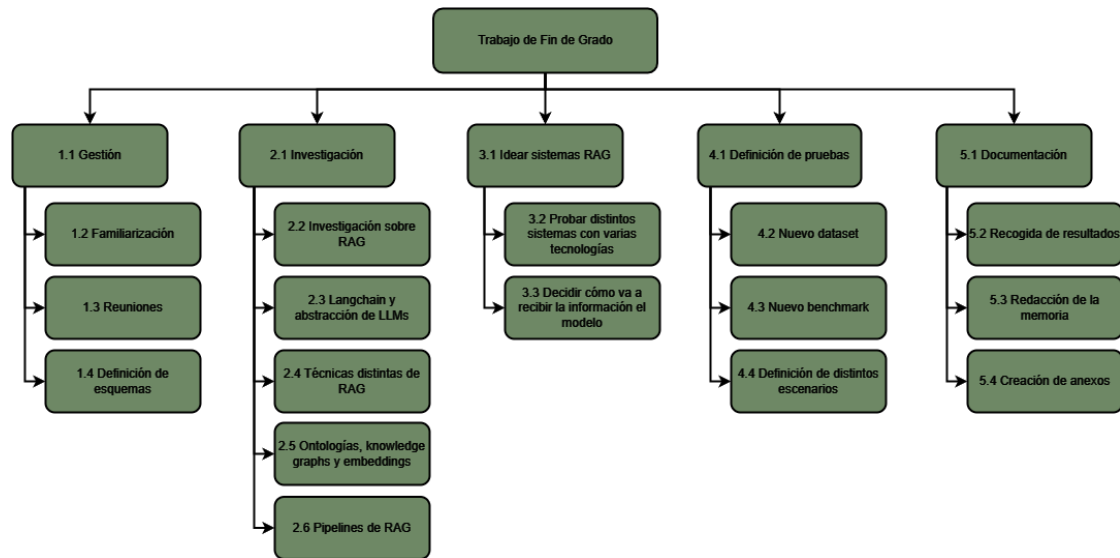 Trabajo de Fin de Grado
1.1 Gestión
2.1 Investigación
3.1 Idear sistemas RAG
4.1 Definición de pruebas
5.1 Documentación
1.2 Familiarización
1.3 Reuniones
1.4 Definición de
esquemas
2.2 Investigación sobre
RAG
2.3 Langchain y
abstracción de LLMs
2.4 Técnicas distintas de
RAG
2.5 Ontologías, knowledge
graphs y embeddings
2.6 Pipelines de RAG
3.2 Probar distintos
sistemas con varias
tecnologías
3.3 Decidir cómo va a
recibir la información el
modelo
4.2 Nuevo dataset
4.3 Nuevo benchmark
4.4 Definición de distintos
escenarios
5.2 Recogida de resultados
5.3 Redacción de la
memoria
5.4 Creación de anexos